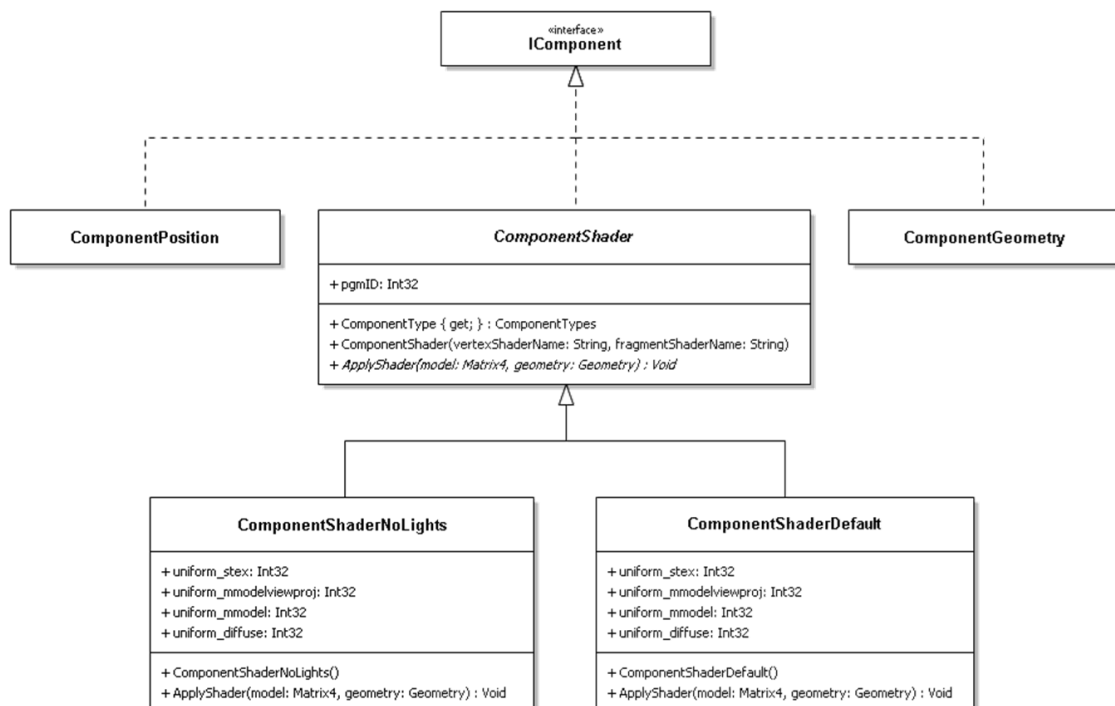 «interface»
IComponent
ComponentPosition
ComponentShader
+ pgmID: Int32
+ ComponentType { get; } : ComponentTypes
+ ComponentShader(vertexShaderName: String, fragmentShaderName: String)
+ ApplyShader(model: Matrix4, geometry: Geometry) : Void
ComponentGeometry
ComponentShaderNoLights
+ uniform_stex: Int32
+ uniform_mmodelviewproj: Int32
+ uniform_mmodel: Int32
+ uniform_diffuse: Int32
+ ComponentShaderNoLights()
+ ApplyShader(model: Matrix4, geometry: Geometry) : Void
ComponentShaderDefault
+ uniform_stex: Int32
+ uniform_mmodelviewproj: Int32
+ uniform_mmodel: Int32
+ uniform_diffuse: Int32
+ ComponentShaderDefault()
+ ApplyShader(model: Matrix4, geometry: Geometry) : Void